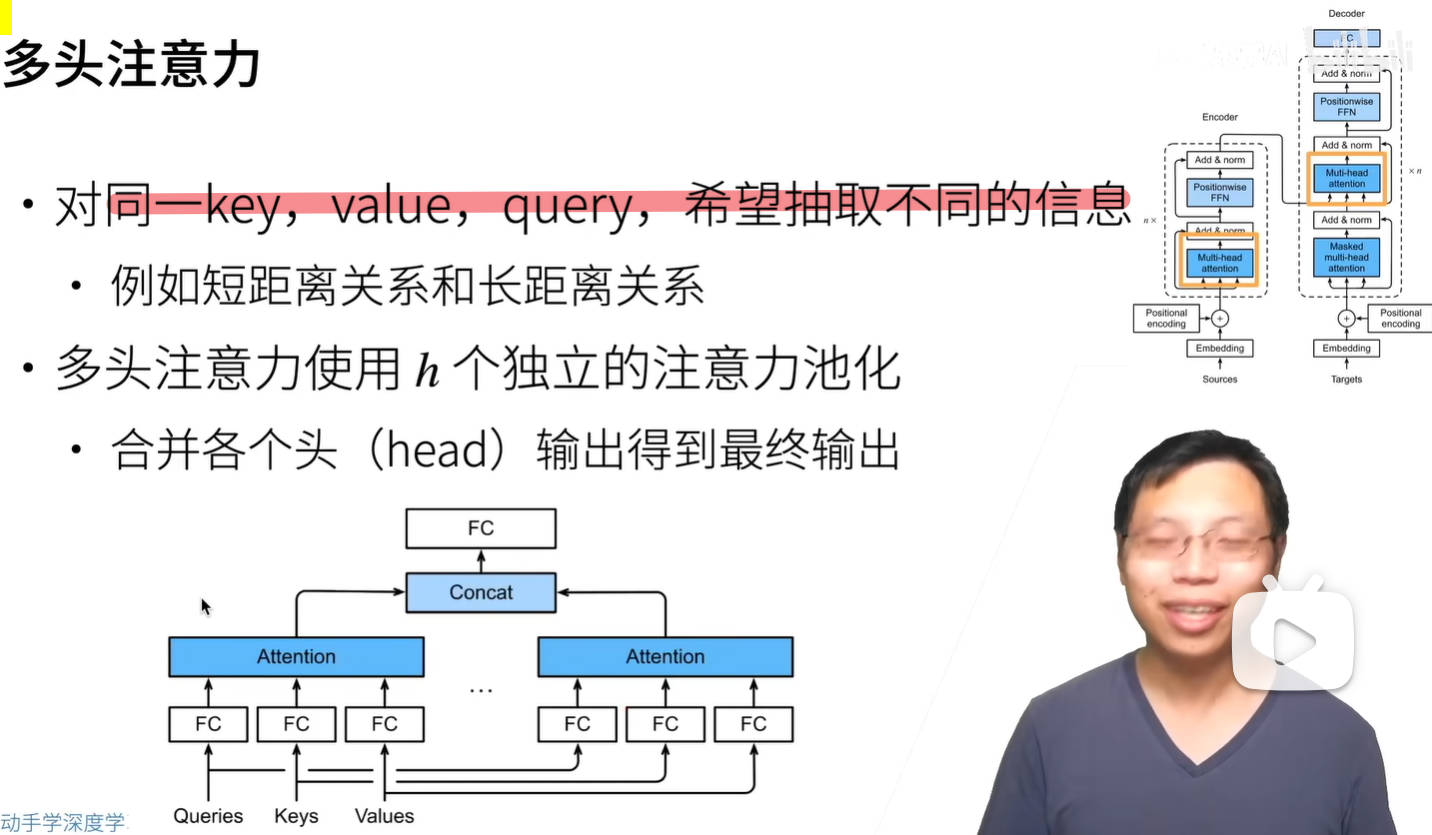 多头注意力
• 对同一key，value，query，希望抽取不同的信息
• 例如短距离关系和长距离关系
• 多头注意力使用 h 个独立的注意力池化
• 合并各个头（head）输出得到最终输出
FC
Concat
Attention
Attention
...
FC
FC
FC
FC
FC
FC
Queries
Keys
Values
动手学深度学
Decoder
FC
Add & norm
Positionwise
FFN
Add & norm
Muti-head
attention
× n
Add & norm
Masked
multi-head
attention
Positional
encoding
Embedding
Targets
Encoder
Add & norm
Positionwise
FFN
n ×
Add & norm
Multi-head
attention
Positional
encoding
Embedding
Sources
bilibili